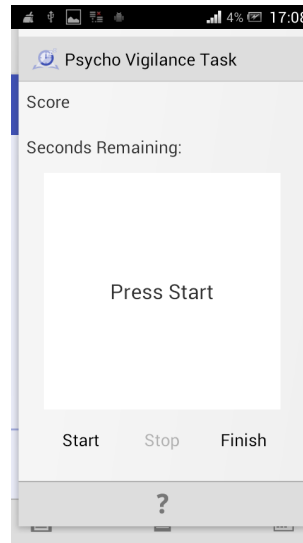 4% 17:08
Psycho Vigilance Task
Score
Seconds Remaining:
Press Start
Start Stop Finish
?